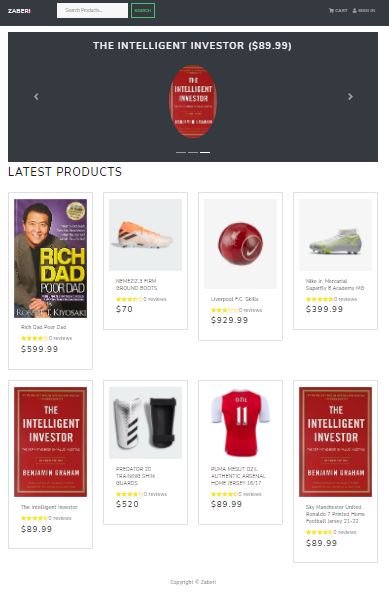 ZABERI
Search Products...
SEARCH
CART
SIGN IN
THE INTELLIGENT INVESTOR ($89.99)
THE
INTELLIGENT
INVESTOR
BENJAMIN GRAHAM
LATEST PRODUCTS
RICH
DAD
POOR DAD
ROBERT T. KIYOSAKI
Rich Dad Poor Dad
0 reviews
$599.99
NEMEZIZ.3 FIRM
GROUND BOOTS
0 reviews
$70
Liverpool F.C. Skills
0 reviews
$929.99
Nike Jr. Mercurial
Superfly 8 Academy MG
0 reviews
$399.99
THE
INTELLIGENT
INVESTOR
BENJAMIN GRAHAM
The Intelligent Investor
0 reviews
$89.99
PREDATOR 20
TRAINING SHIN
GUARDS
0 reviews
$520
ÖZIL
11
PUMA MESUT OZIL
AUTHENTIC ARSENAL
HOME JERSEY 16/17
0 reviews
$89.99
THE
INTELLIGENT
INVESTOR
BENJAMIN GRAHAM
Sky Manchester United
Ronaldo 7 Printed Home
Football Jersey 21-22
0 reviews
$89.99
Copyright © Zaberi